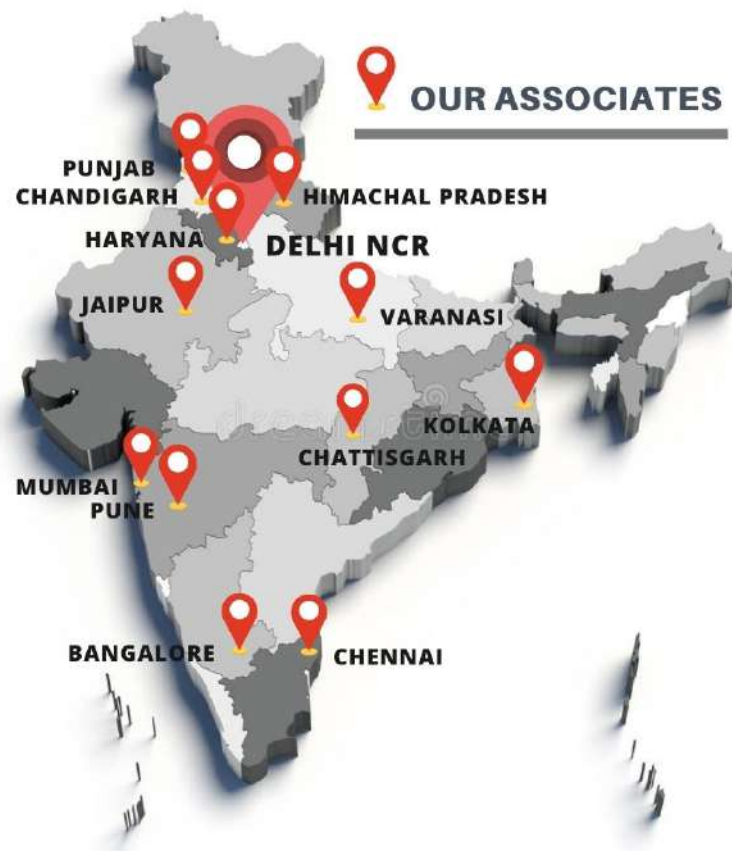 OUR ASSOCIATES
PUNJAB
CHANDIGARH
HIMACHAL PRADESH
HARYANA
DELHI NCR
JAIPUR
VARANASI
KOLKATA
CHATTISGARH
MUMBAI
PUNE
BANGALORE
CHENNAI